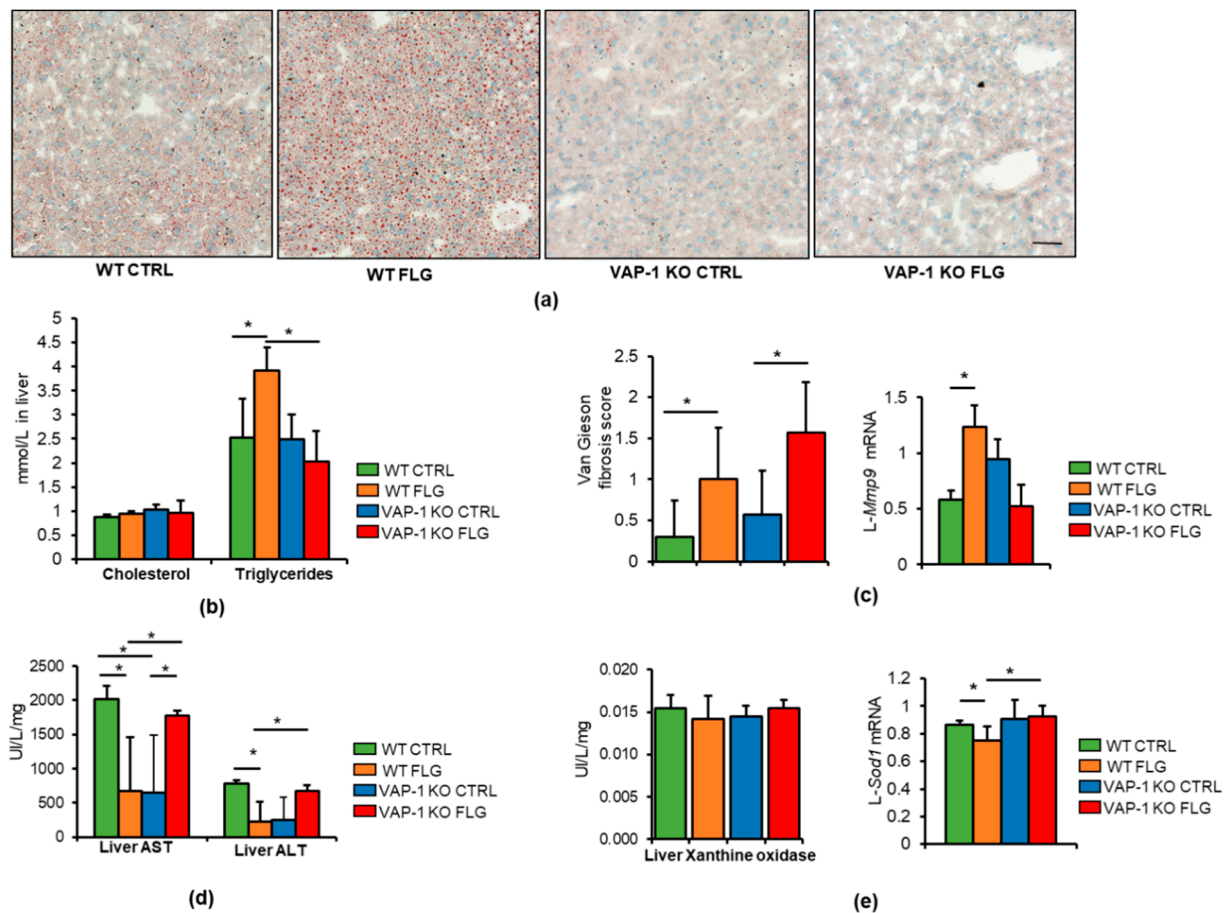 WT CTRL
WT FLG
VAP-1 KO CTRL
VAP-1 KO FLG
(a)
mmol/L in liver
5
4.5
4
3.5
3
2.5
2
1.5
1
0.5
0
*
*
Cholesterol
Triglycerides
WT CTRL
WT FLG
VAP-1 KO CTRL
VAP-1 KO FLG
(b)
Van Gieson
fibrosis score
2.5
2
1.5
1
0.5
0
*
*
L-Mmp9 mRNA
1.5
1
0.5
0
*
WT CTRL
WT FLG
VAP-1 KO CTRL
VAP-1 KO FLG
(c)
UI/L/mg
2500
2000
1500
1000
500
0
*
*
*
*
*
*
Liver AST
Liver ALT
WT CTRL
WT FLG
VAP-1 KO CTRL
VAP-1 KO FLG
(d)
UI/L/mg
0.020
0.015
0.010
0.005
0.000
Liver Xanthine oxidase
L-Sod1 mRNA
1.2
1
0.8
0.6
0.4
0.2
0
*
*
WT CTRL
WT FLG
VAP-1 KO CTRL
VAP-1 KO FLG
(e)